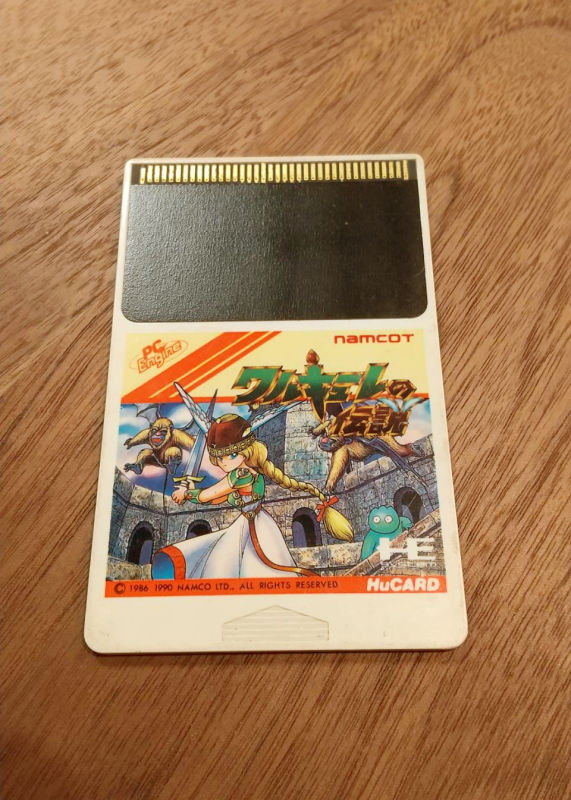 PC
Engine
namcot
ワルキューレの
伝説
HE
© 1986 1990 NAMCO LTD., ALL RIGHTS RESERVED
HuCARD